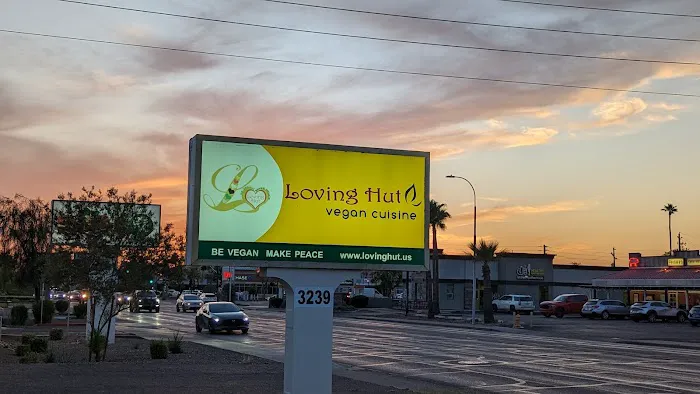 Loving Hut
vegan cuisine
BE VEGAN MAKE PEACE www.lovinghut.us
3239